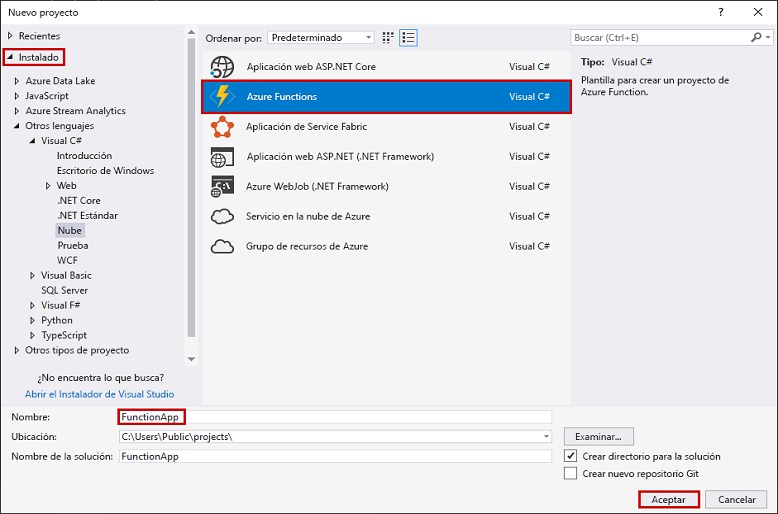 Nuevo proyecto
Recientes
Instalado
Azure Data Lake
JavaScript
Azure Stream Analytics
Otros lenguajes
Visual C#
Introducción
Escritorio de Windows
Web
.NET Core
.NET Estándar
Nube
Prueba
WCF
Visual Basic
SQL Server
Visual F#
Python
TypeScript
Otros tipos de proyecto
¿No encuentra lo que busca?
Abrir el Instalador de Visual Studio
Ordenar por: Predeterminado
Aplicación web ASP.NET Core Visual C#
Azure Functions Visual C#
Aplicación de Service Fabric Visual C#
Aplicación web ASP.NET (.NET Framework) Visual C#
Azure WebJob (.NET Framework) Visual C#
Servicio en la nube de Azure Visual C#
Grupo de recursos de Azure Visual C#
Buscar (Ctrl+E)
Tipo: Visual C#
Plantilla para crear un proyecto de
Azure Function.
Nombre: FunctionApp
Ubicación: C:\Users\Public\projects\
Examinar...
Nombre de la solución: FunctionApp
Crear directorio para la solución
Crear nuevo repositorio Git
Aceptar Cancelar